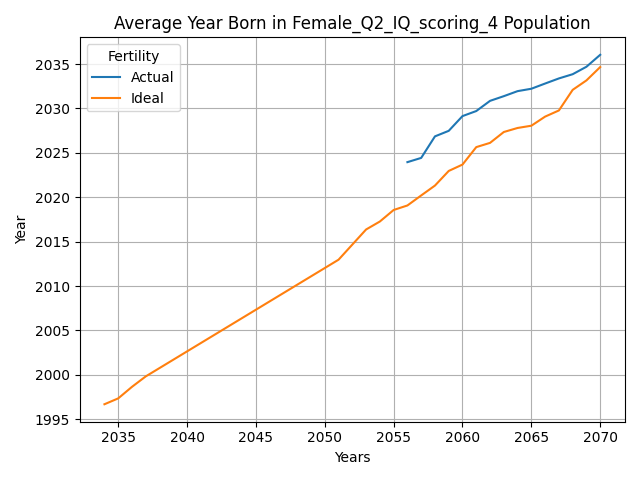 Average Year Born in Female_Q2_IQ_scoring_4 Population
Fertility
Actual
Ideal
2035
2030
2025
2020
2015
2010
2005
2000
1995
Year
2035 2040 2045 2050 2055 2060 2065 2070
Years